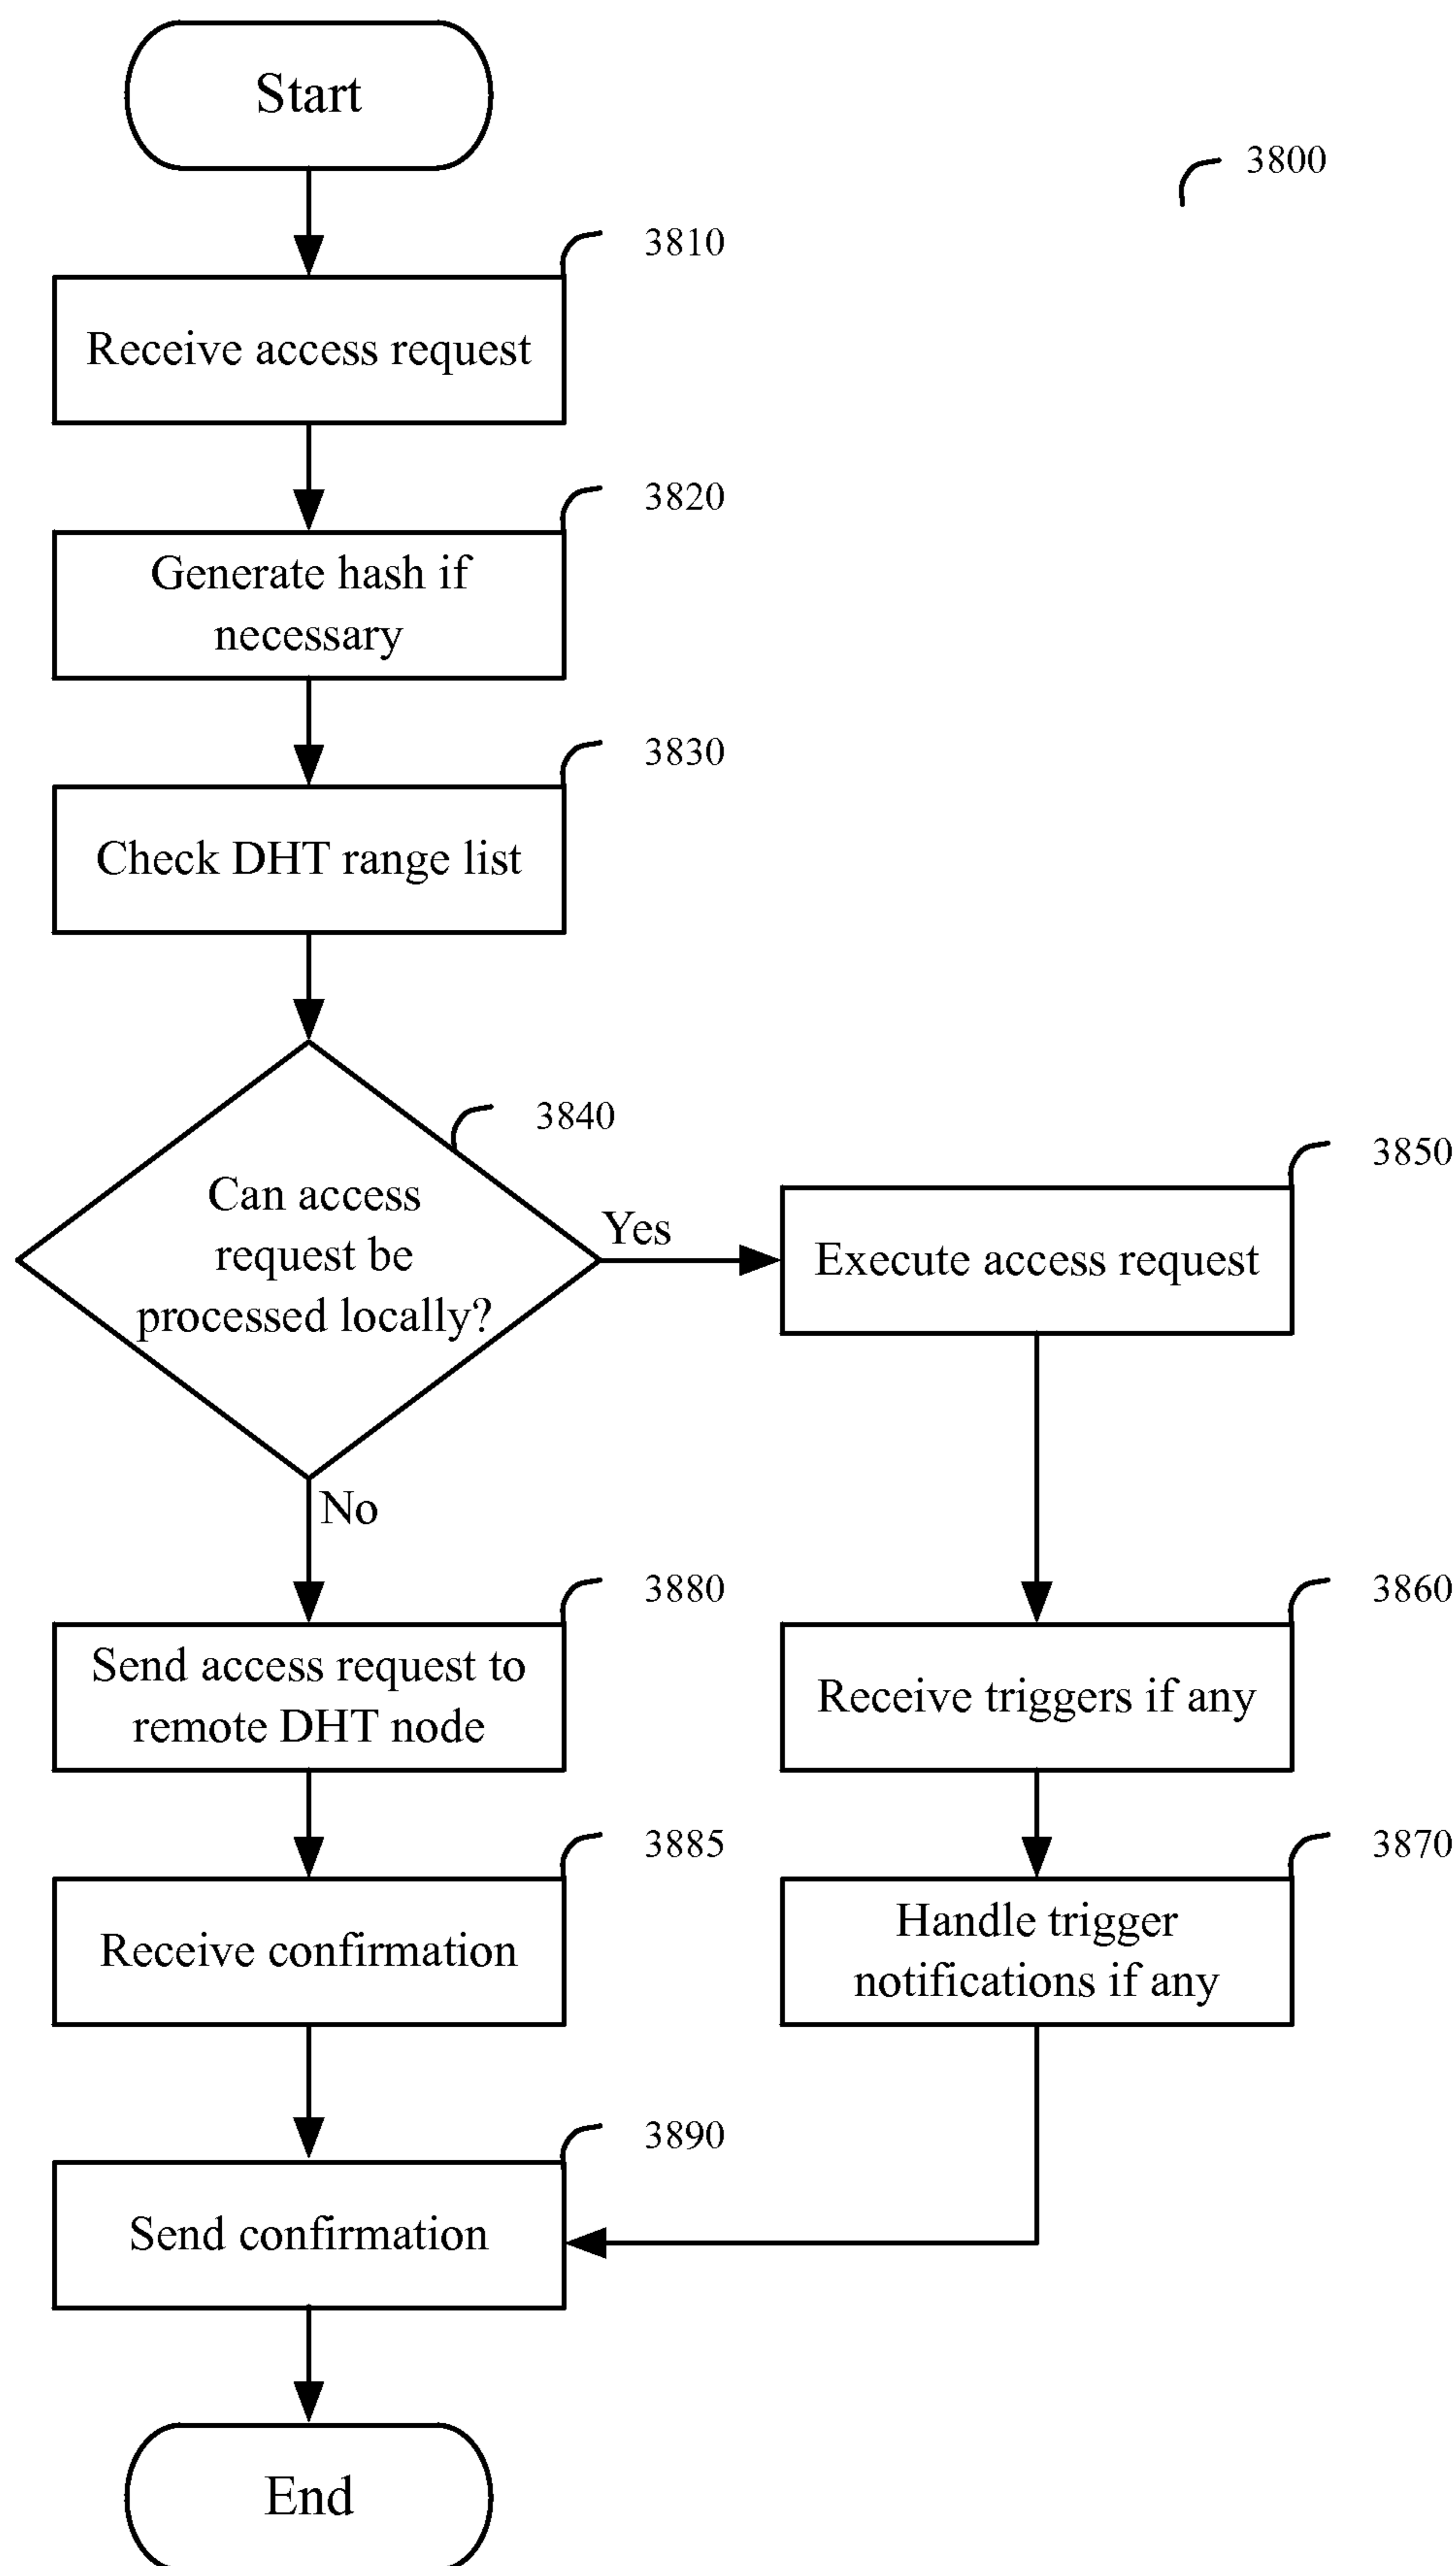 Start
3800
3810
Receive access request
3820
Generate hash if
necessary
3830
Check DHT range list
3840
Can access
request be
processed locally?
Yes
3850
Execute access request
No
3880
Send access request to
remote DHT node
3860
Receive triggers if any
3885
Receive confirmation
3870
Handle trigger
notifications if any
3890
Send confirmation
End